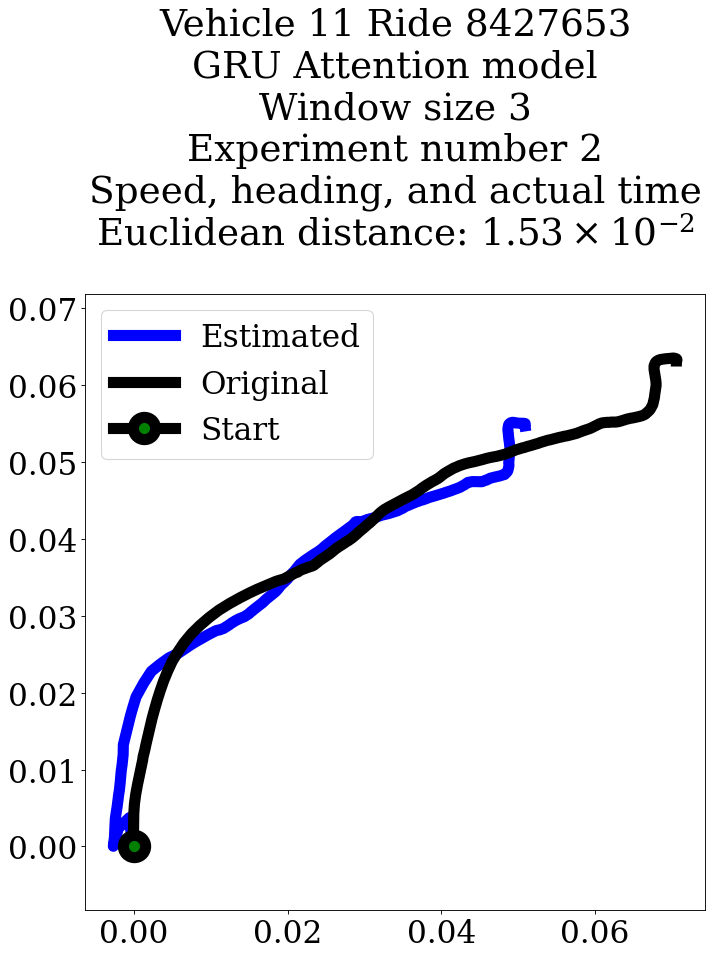 Vehicle 11 Ride 8427653
GRU Attention model
Window size 3
Experiment number 2
Speed, heading, and actual time
Euclidean distance: 1.53 × 10⁻²
0.07
0.06
0.05
0.04
0.03
0.02
0.01
0.00
Estimated
Original
Start
0.00 0.02 0.04 0.06